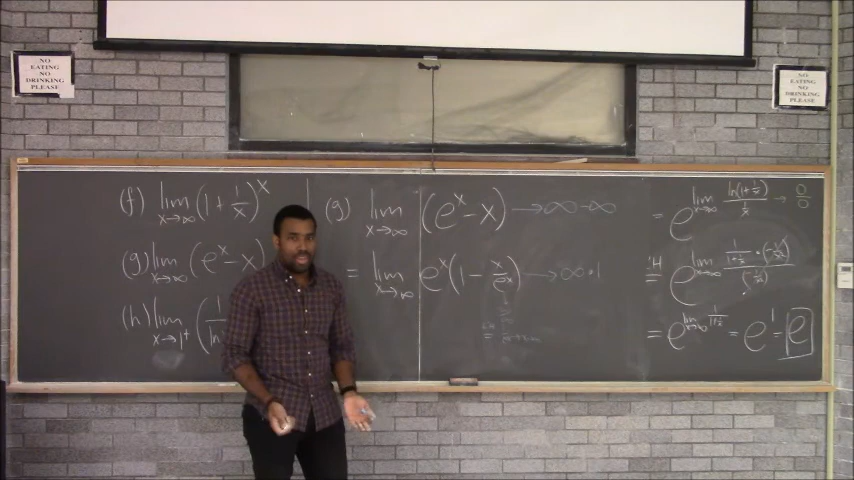 NO
EATING
NO
DRINKING
PLEASE
NO
EATING
NO
DRINKING
PLEASE
(f) lim x→∞ (1 + 1/x)^x
(g) lim x→∞ (e^x - x)
(h) lim x→1+ (1/ln
(g) lim x→∞ (e^x - x) → ∞ - ∞
= lim x→∞ e^x (1 - x/e^x) → ∞ • 1
= e^{lim x→∞ ln(1 + 1/x) / (1/x)} → 0/0
'H = e^{lim x→∞ (1/(1 + 1/x) • (-1/x²)) / (-1/x²)}
= e^{lim x→∞ 1/(1 + 1/x)} = e^1 = e